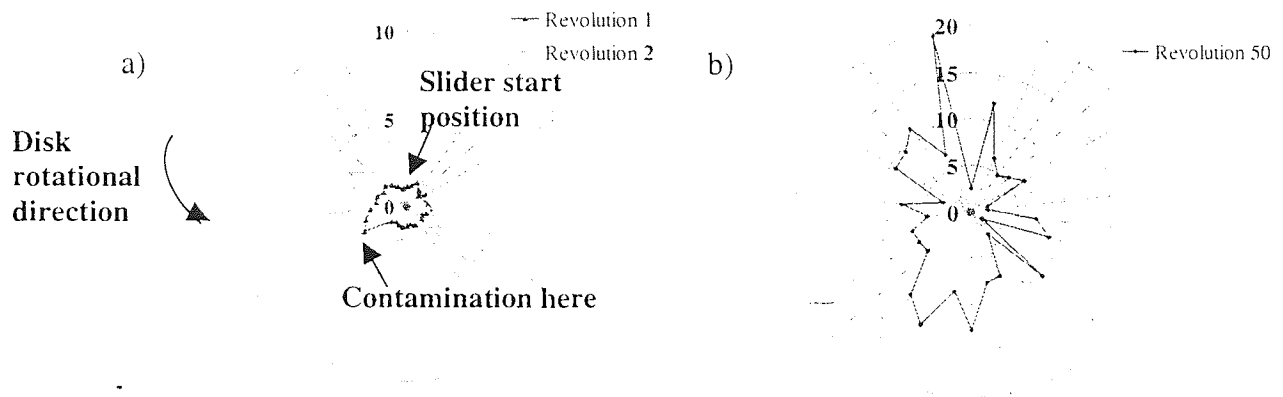 a)
10
Revolution 1
Revolution 2
Slider start
position
5
Disk
rotational
direction
0
Contamination here
b)
20
Revolution 50
15
10
5
0